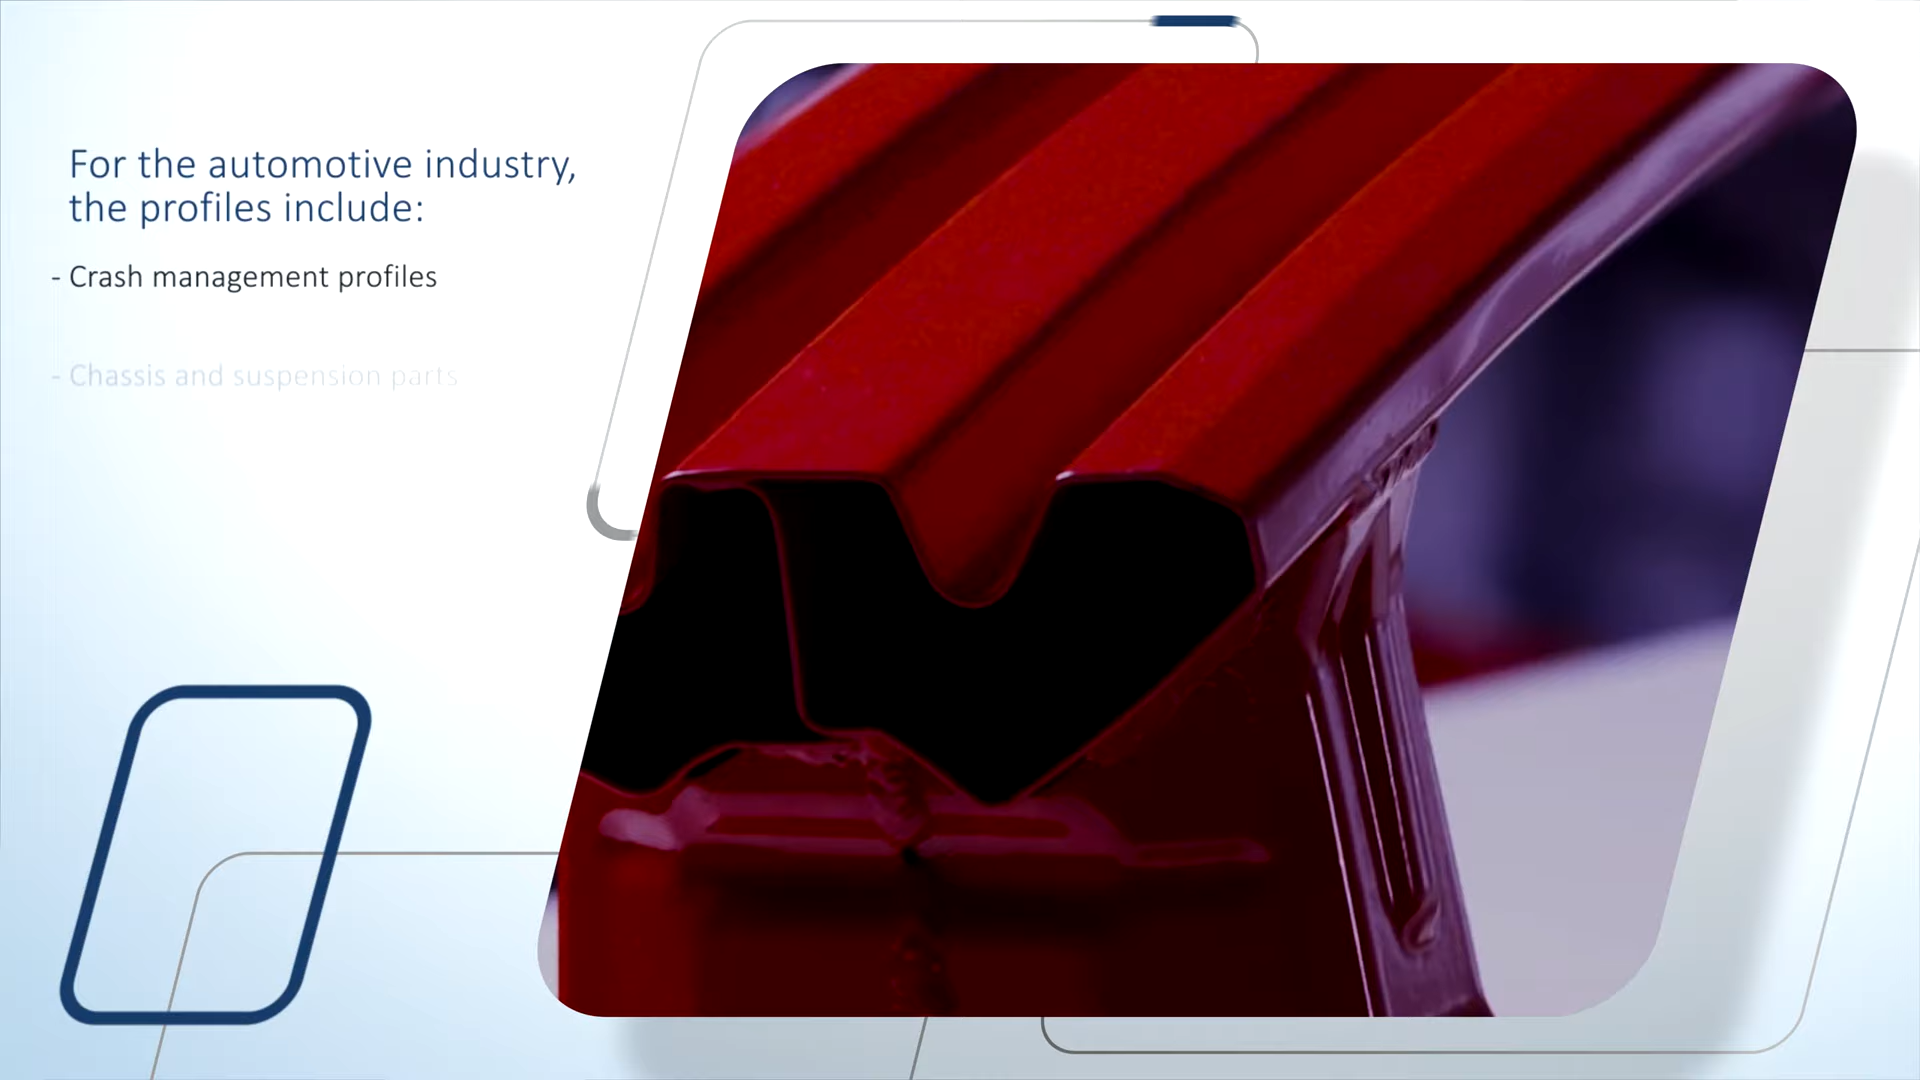 For the automotive industry,
the profiles include:
- Crash management profiles
- Chassis and suspension parts